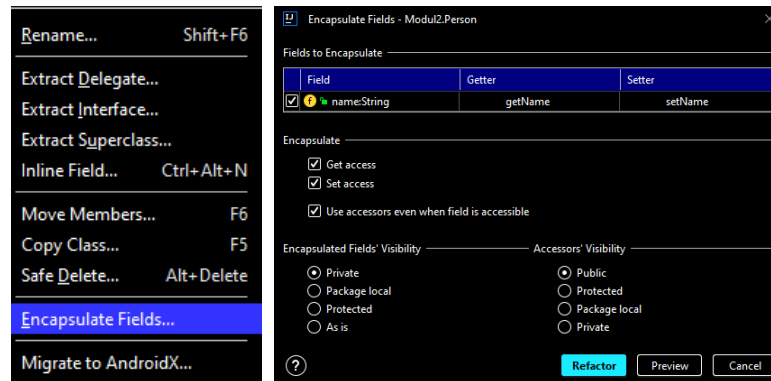 Rename... Shift+F6
Extract Delegate...
Extract Interface...
Extract Superclass...
Inline Field... Ctrl+Alt+N
Move Members... F6
Copy Class... F5
Safe Delete... Alt+Delete
Encapsulate Fields...
Migrate to AndroidX...
Encapsulate Fields - Modul2.Person
Fields to Encapsulate
Field Getter Setter
name:String getName setName
Encapsulate
Get access
Set access
Use accessors even when field is accessible
Encapsulated Fields' Visibility Accessors' Visibility
Private Public
Package local Protected
Protected Package local
As is Private
? Refactor Preview Cancel